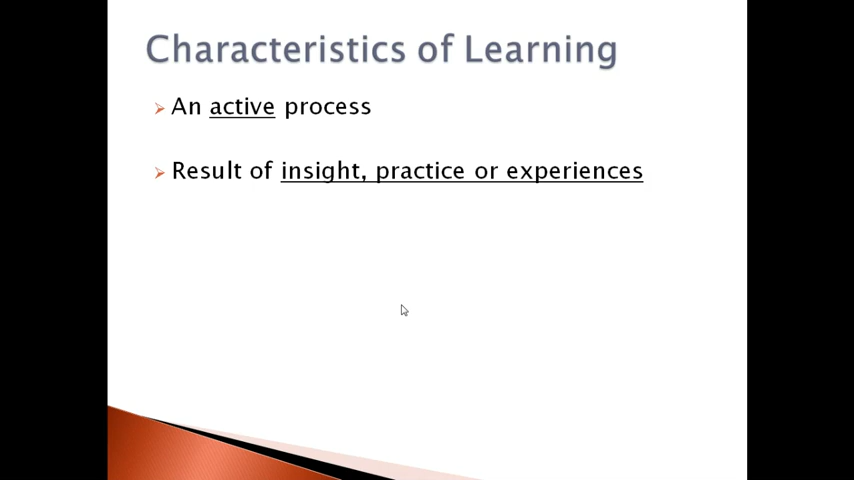 Characteristics of Learning
An active process
Result of insight, practice or experiences